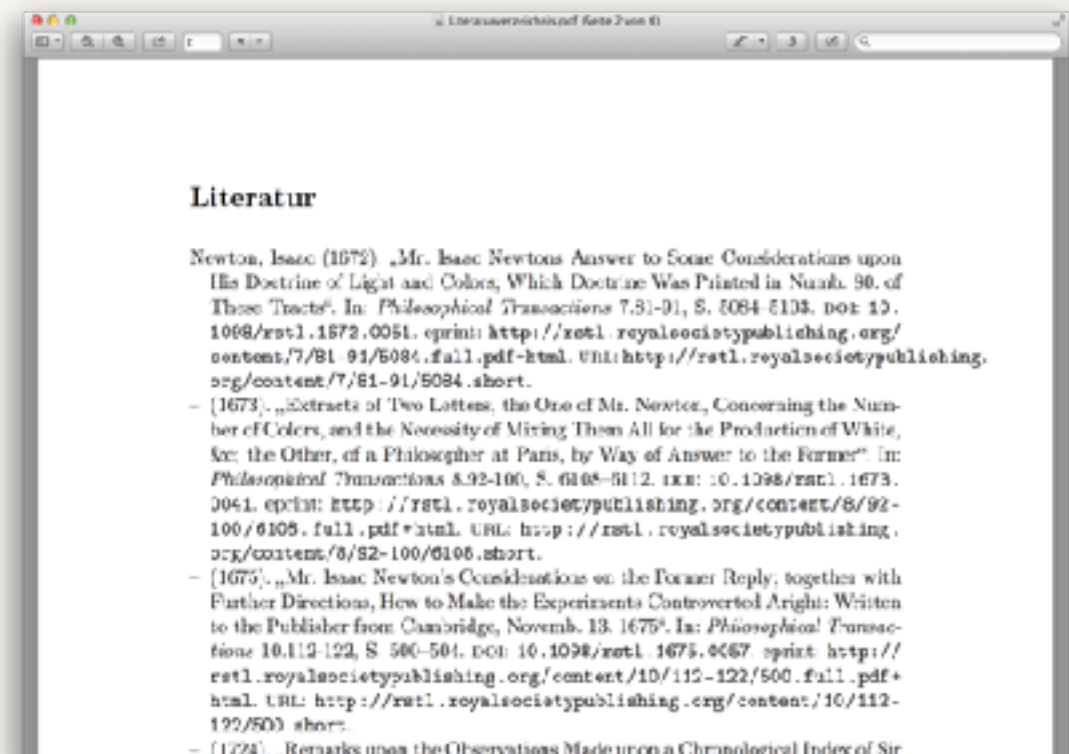 Literaturverzeichnis.pdf (Seite 2 von 6)
Literatur
Newton, Isaac (1672). „Mr. Isaac Newtons Answer to Some Considerations upon
His Doctrine of Light and Colors, Which Doctrine Was Printed in Numb. 80. of
These Tracts“. In: Philosophical Transactions 7.81-91, S. 5084–5103. DOI: 10.
1098/rstl.1672.0051. eprint: http://rstl.royalsocietypublishing.org/
content/7/81-91/5084.full.pdf+html. URL: http://rstl.royalsocietypublishing.
org/content/7/81-91/5084.short.
– (1673). „Extracts of Two Letters, the One of Mr. Newton, Concerning the Num-
ber of Colors, and the Necessity of Mixing Them All for the Production of White,
&c; the Other, of a Philosopher at Paris, by Way of Answer to the Former“. In:
Philosophical Transactions 8.92-100, S. 6108–6112. DOI: 10.1098/rstl.1673.
0041. eprint: http://rstl.royalsocietypublishing.org/content/8/92-
100/6108.full.pdf+html. URL: http://rstl.royalsocietypublishing.
org/content/8/92-100/6108.short.
– (1675). „Mr. Isaac Newton's Considerations on the Former Reply; together with
Further Directions, How to Make the Experiments Controverted Aright: Written
to the Publisher from Cambridge, Novemb. 13. 1675“. In: Philosophical Transac-
tions 10.112-122, S. 500–504. DOI: 10.1098/rstl.1675.0057. eprint: http://
rstl.royalsocietypublishing.org/content/10/112-122/500.full.pdf+
html. URL: http://rstl.royalsocietypublishing.org/content/10/112-
122/500.short.
– (1724). „Remarks upon the Observations Made upon a Chronological Index of Sir